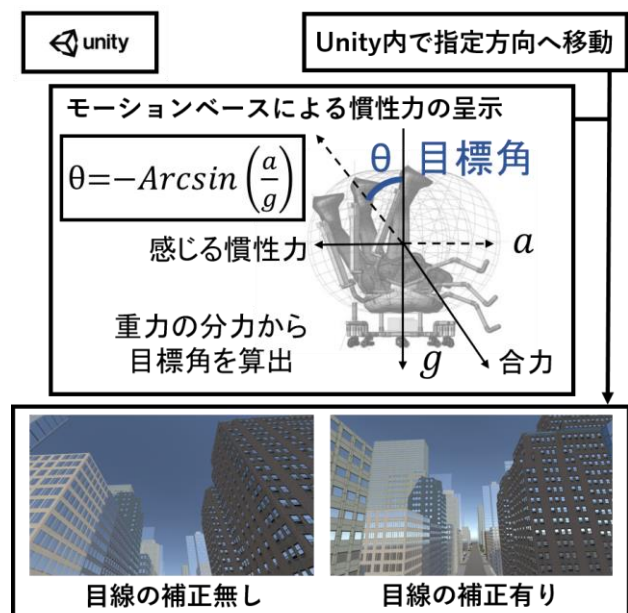 unity
Unity内で指定方向へ移動
モーションベースによる慣性力の呈示
θ=−Arcsin(a/g)
θ 目標角
感じる慣性力
a
重力の分力から
目標角を算出
g
合力
目線の補正無し
目線の補正有り